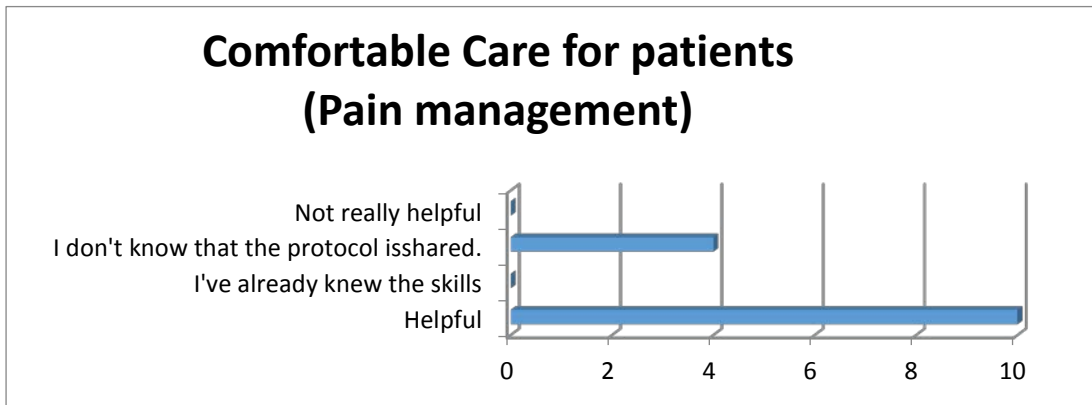 Comfortable Care for patients
(Pain management)
Not really helpful
I don't know that the protocol isshared.
I've already knew the skills
Helpful
0 2 4 6 8 10